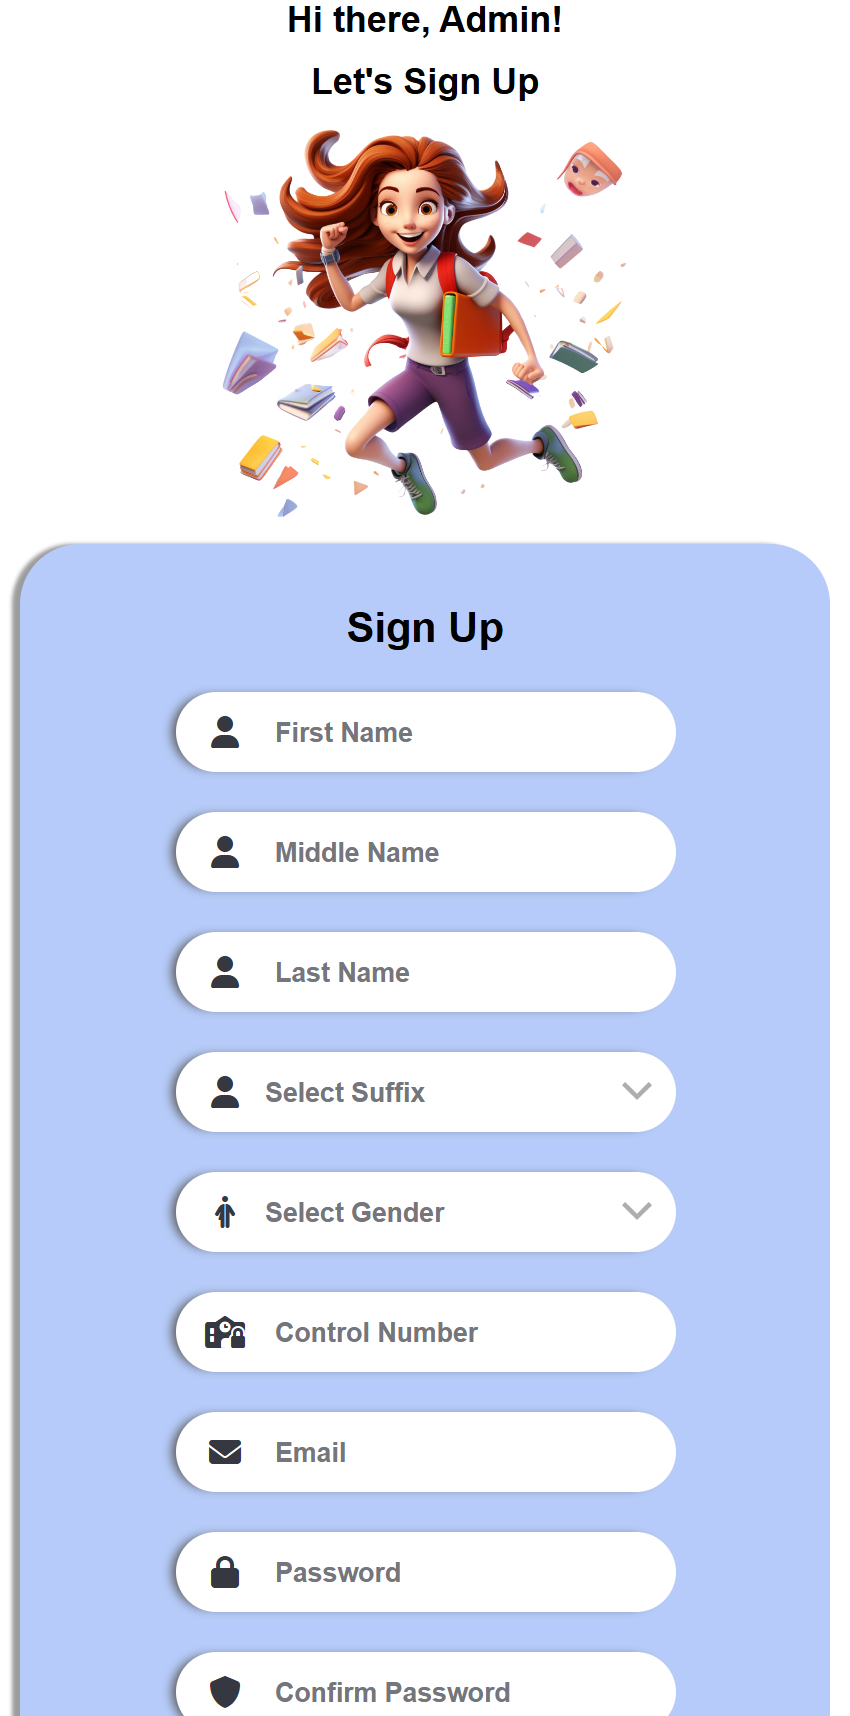 Hi there, Admin!
Let's Sign Up
Sign Up
First Name
Middle Name
Last Name
Select Suffix
Select Gender
Control Number
Email
Password
Confirm Password